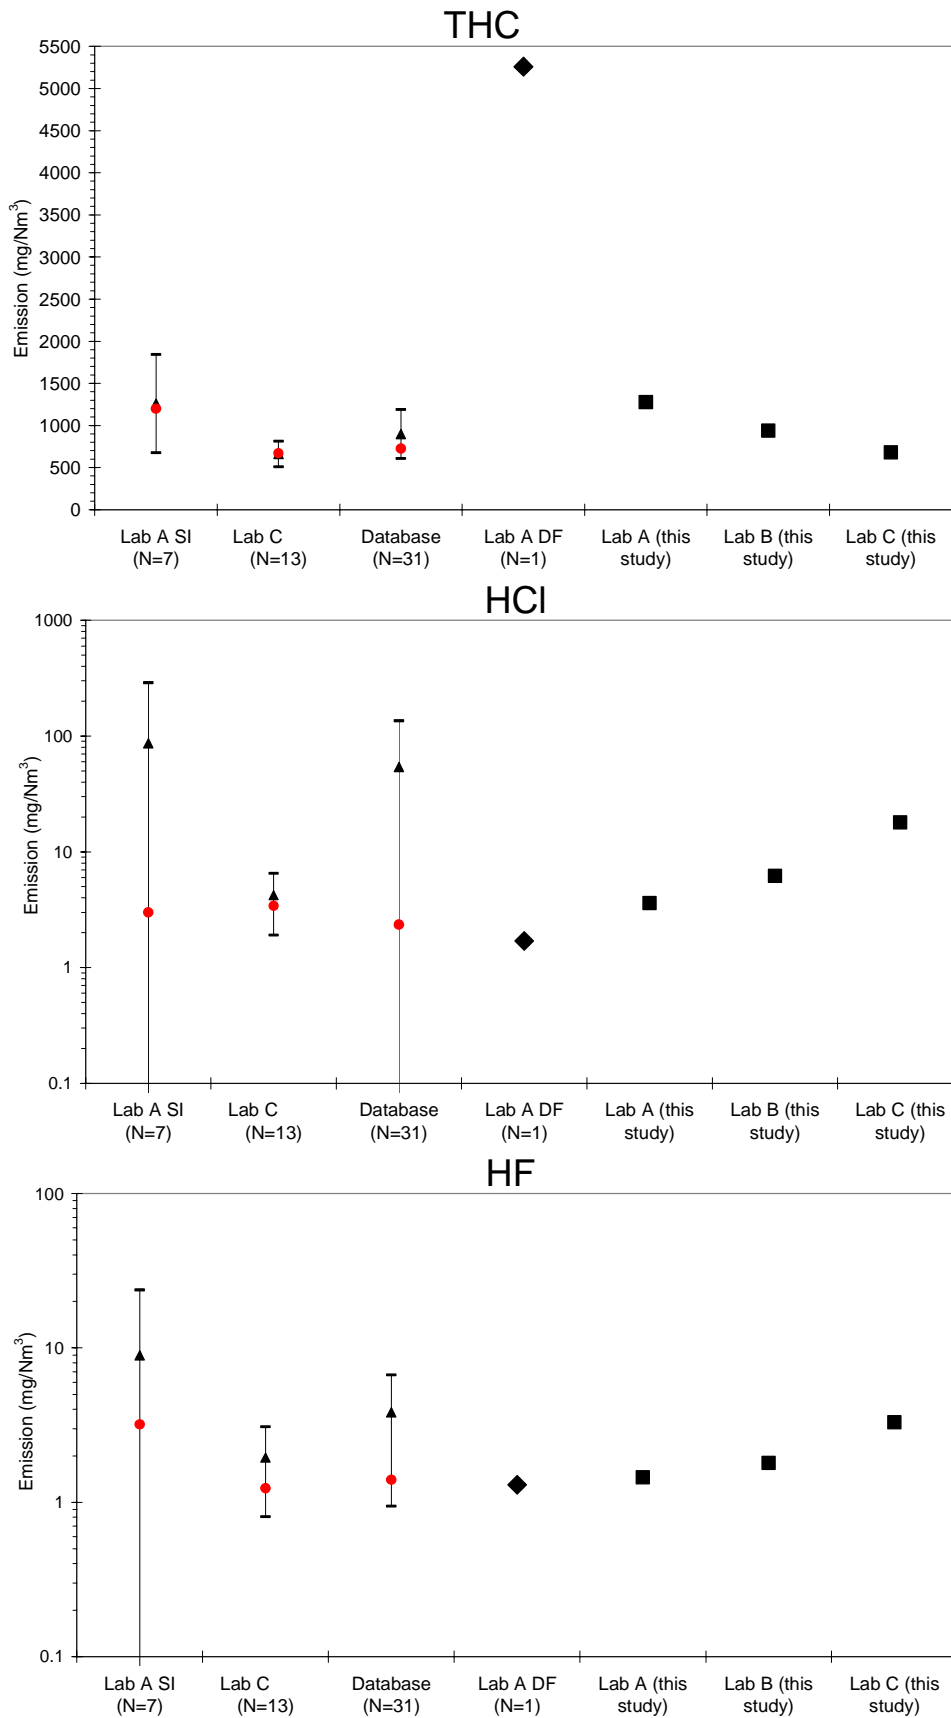 THC
5500
5000
4500
4000
3500
3000
2500
2000
1500
1000
500
0
Emission (mg/Nm³)
Lab A SI
(N=7)
Lab C
(N=13)
Database
(N=31)
Lab A DF
(N=1)
Lab A (this
study)
Lab B (this
study)
Lab C (this
study)
HCl
1000
100
10
1
0.1
Emission (mg/Nm³)
Lab A SI
(N=7)
Lab C
(N=13)
Database
(N=31)
Lab A DF
(N=1)
Lab A (this
study)
Lab B (this
study)
Lab C (this
study)
HF
100
10
1
0.1
Emission (mg/Nm³)
Lab A SI
(N=7)
Lab C
(N=13)
Database
(N=31)
Lab A DF
(N=1)
Lab A (this
study)
Lab B (this
study)
Lab C (this
study)